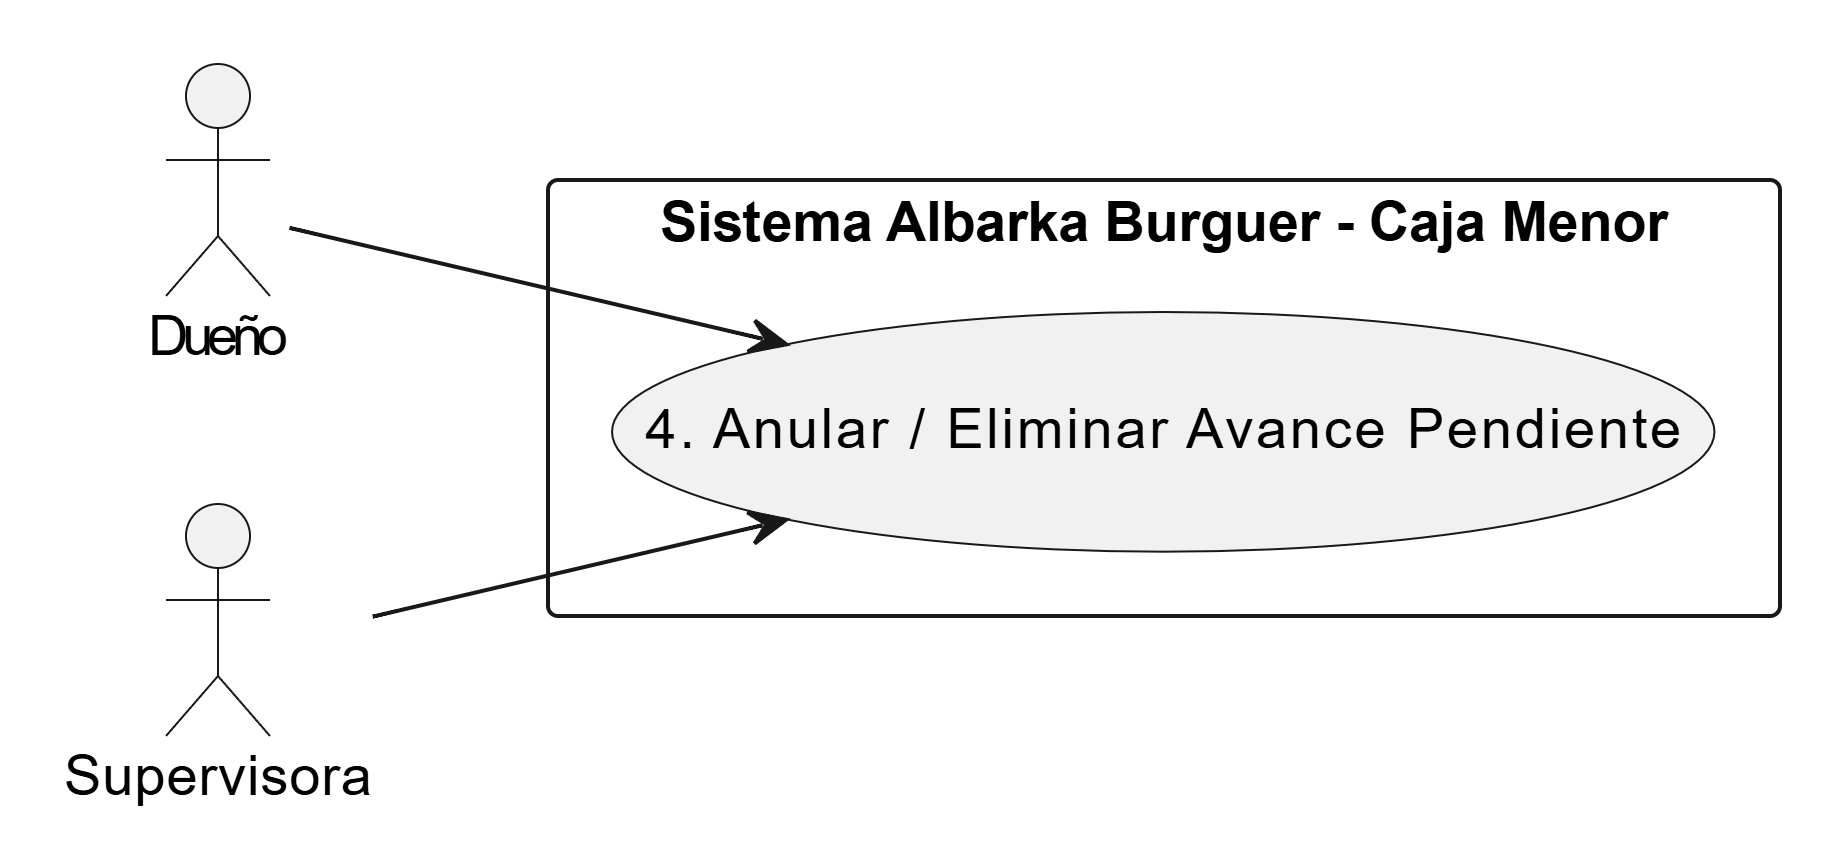 Sistema Albarka Burguer - Caja Menor
Dueño
4. Anular / Eliminar Avance Pendiente
Supervisora